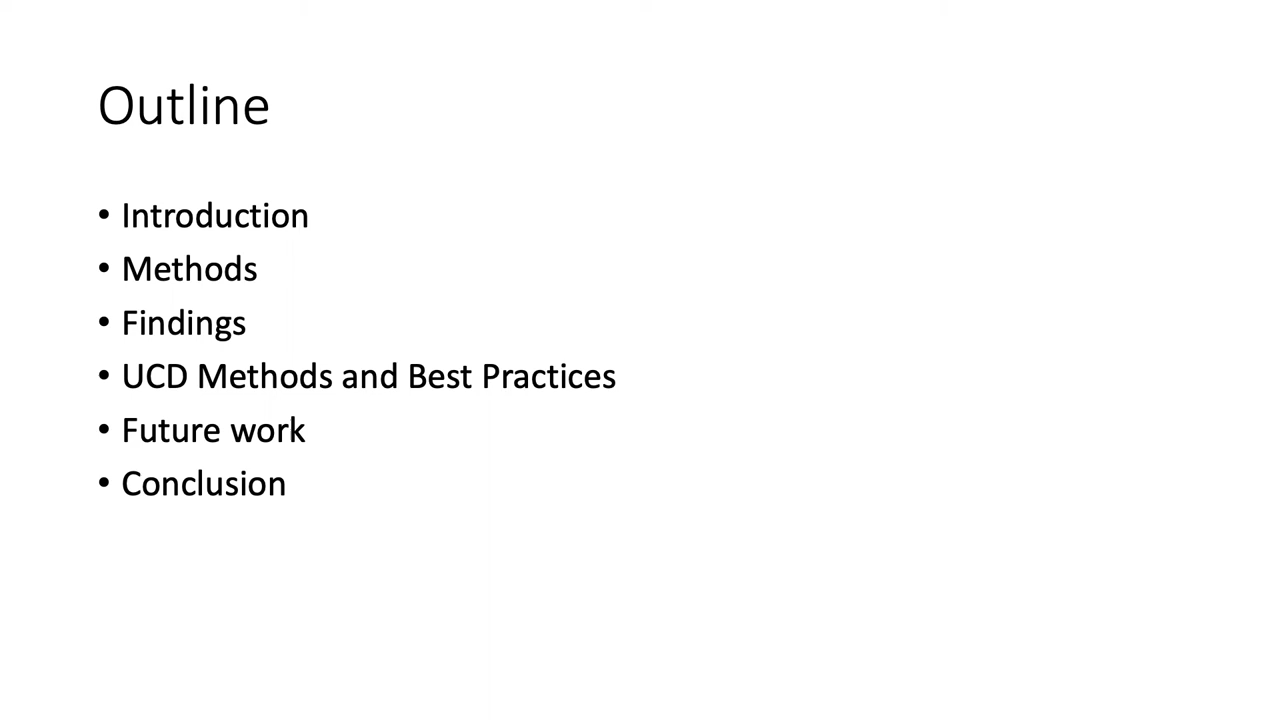 Outline
• Introduction
• Methods
• Findings
• UCD Methods and Best Practices
• Future work
• Conclusion